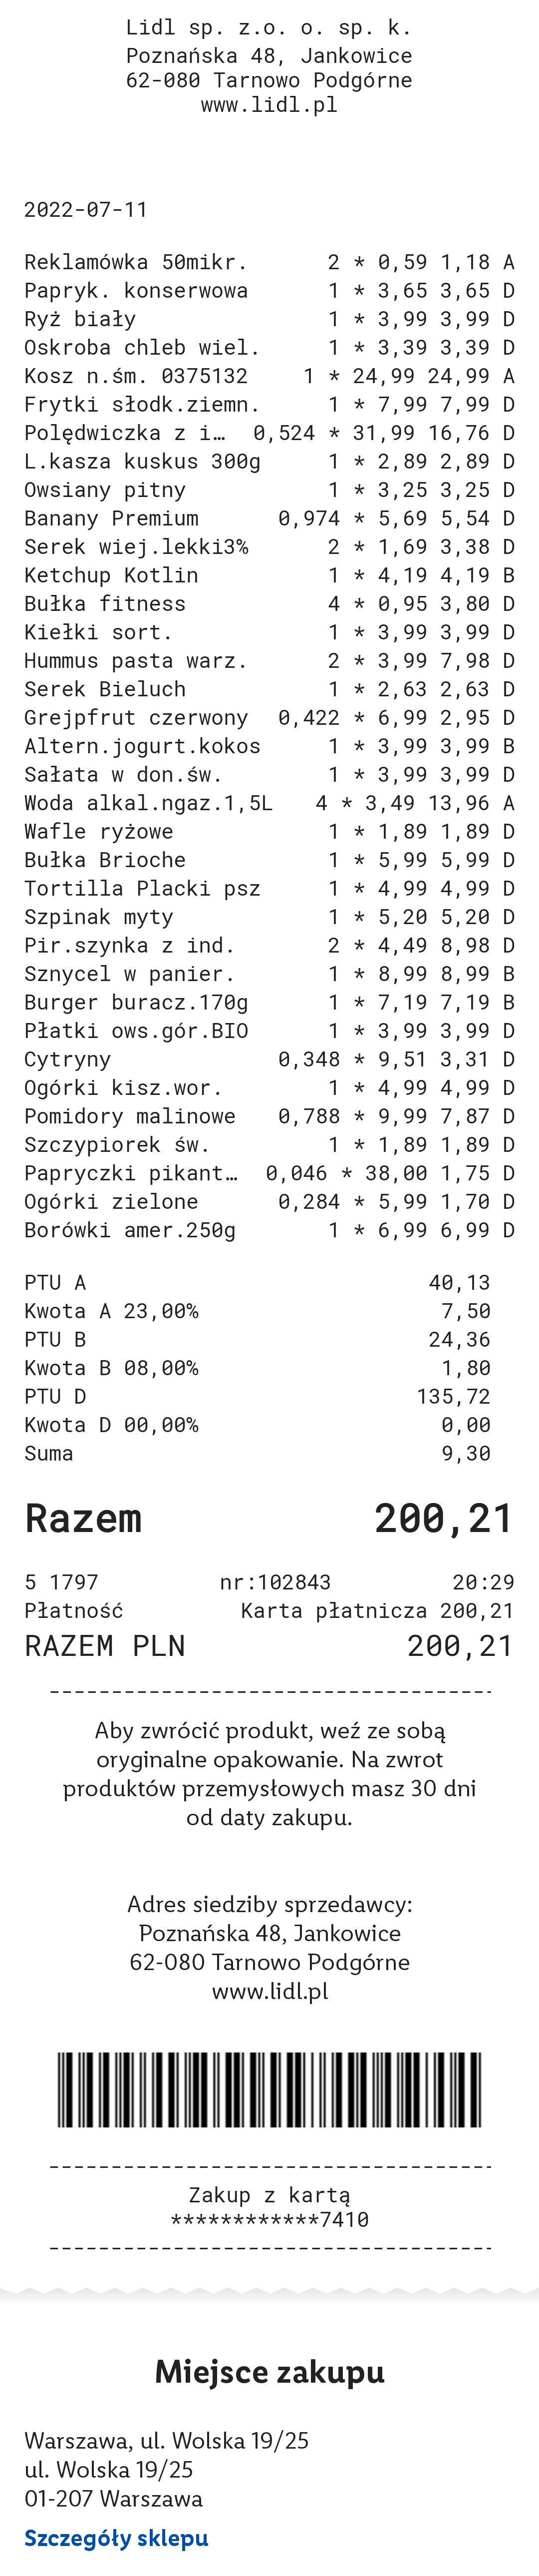 Lidl sp. z.o. o. sp. k.
Poznańska 48, Jankowice
62-080 Tarnowo Podgórne
www.lidl.pl
2022-07-11
Reklamówka 50mikr. 2 * 0,59 1,18 A
Papryk. konserwowa 1 * 3,65 3,65 D
Ryż biały 1 * 3,99 3,99 D
Oskroba chleb wiel. 1 * 3,39 3,39 D
Kosz n.śm. 0375132 1 * 24,99 24,99 A
Frytki słodk.ziemn. 1 * 7,99 7,99 D
Polędwiczka z i… 0,524 * 31,99 16,76 D
L.kasza kuskus 300g 1 * 2,89 2,89 D
Owsiany pitny 1 * 3,25 3,25 D
Banany Premium 0,974 * 5,69 5,54 D
Serek wiej.lekki3% 2 * 1,69 3,38 D
Ketchup Kotlin 1 * 4,19 4,19 B
Bułka fitness 4 * 0,95 3,80 D
Kiełki sort. 1 * 3,99 3,99 D
Hummus pasta warz. 2 * 3,99 7,98 D
Serek Bieluch 1 * 2,63 2,63 D
Grejpfrut czerwony 0,422 * 6,99 2,95 D
Altern.jogurt.kokos 1 * 3,99 3,99 B
Sałata w don.św. 1 * 3,99 3,99 D
Woda alkal.ngaz.1,5L 4 * 3,49 13,96 A
Wafle ryżowe 1 * 1,89 1,89 D
Bułka Brioche 1 * 5,99 5,99 D
Tortilla Placki psz 1 * 4,99 4,99 D
Szpinak myty 1 * 5,20 5,20 D
Pir.szynka z ind. 2 * 4,49 8,98 D
Sznycel w panier. 1 * 8,99 8,99 B
Burger buracz.170g 1 * 7,19 7,19 B
Płatki ows.gór.BIO 1 * 3,99 3,99 D
Cytryny 0,348 * 9,51 3,31 D
Ogórki kisz.wor. 1 * 4,99 4,99 D
Pomidory malinowe 0,788 * 9,99 7,87 D
Szczypiorek św. 1 * 1,89 1,89 D
Papryczki pikant… 0,046 * 38,00 1,75 D
Ogórki zielone 0,284 * 5,99 1,70 D
Borówki amer.250g 1 * 6,99 6,99 D
PTU A 40,13
Kwota A 23,00% 7,50
PTU B 24,36
Kwota B 08,00% 1,80
PTU D 135,72
Kwota D 00,00% 0,00
Suma 9,30
Razem 200,21
5 1797 nr:102843 20:29
Płatność Karta płatnicza 200,21
RAZEM PLN 200,21
Aby zwrócić produkt, weź ze sobą
oryginalne opakowanie. Na zwrot
produktów przemysłowych masz 30 dni
od daty zakupu.
Adres siedziby sprzedawcy:
Poznańska 48, Jankowice
62-080 Tarnowo Podgórne
www.lidl.pl
Zakup z kartą
************7410
Miejsce zakupu
Warszawa, ul. Wolska 19/25
ul. Wolska 19/25
01-207 Warszawa
Szczegóły sklepu